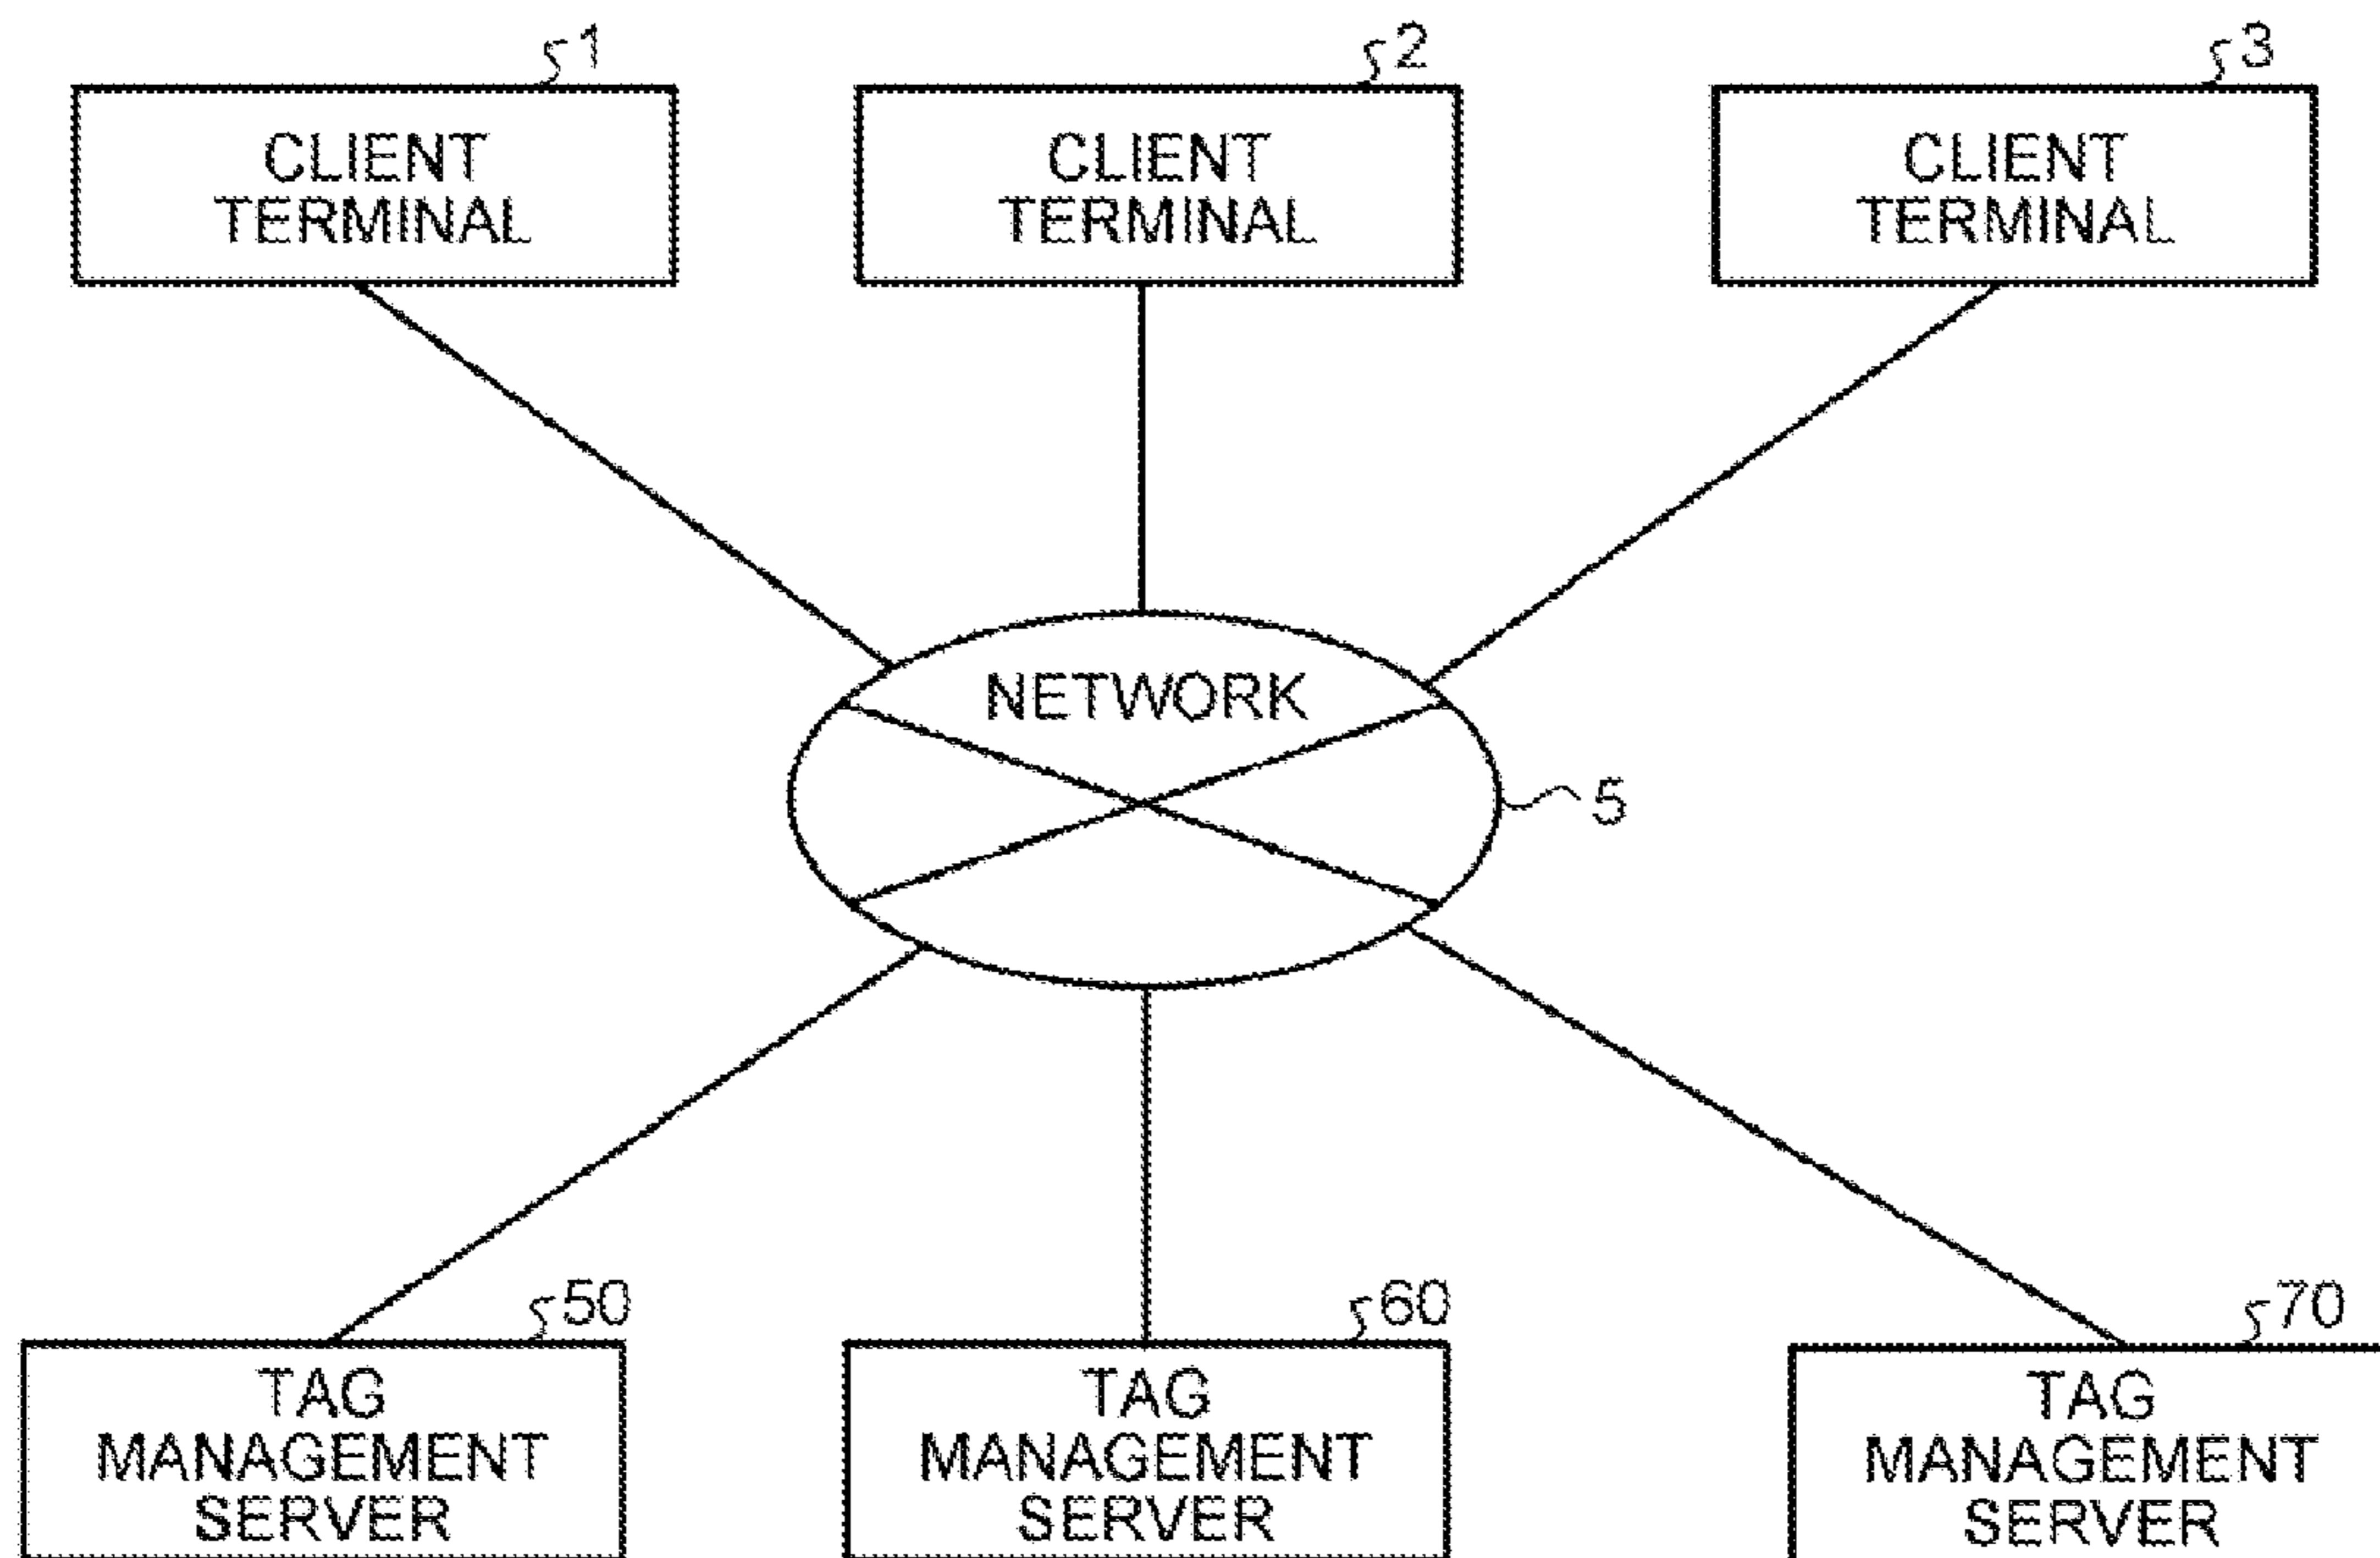 1
2
3
CLIENT
TERMINAL
CLIENT
TERMINAL
CLIENT
TERMINAL
NETWORK
5
50
60
70
TAG
MANAGEMENT
SERVER
TAG
MANAGEMENT
SERVER
TAG
MANAGEMENT
SERVER